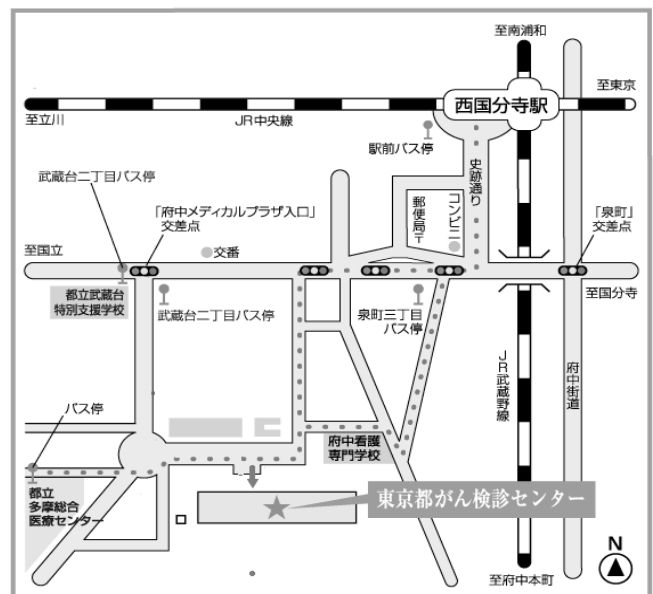 至南浦和
至東京
西国分寺駅
至立川
JR中央線
駅前バス停
史跡通り
武蔵台二丁目バス停
「府中メディカルプラザ入口」
交差点
郵便局〒
コンビニ
「泉町」
交差点
至国立
交番
都立武蔵台
特別支援学校
武蔵台二丁目バス停
泉町三丁目
バス停
至国分寺
JR武蔵野線
府中街道
バス停
府中看護
専門学校
都立
多摩総合
医療センター
東京都がん検診センター
N
至府中本町